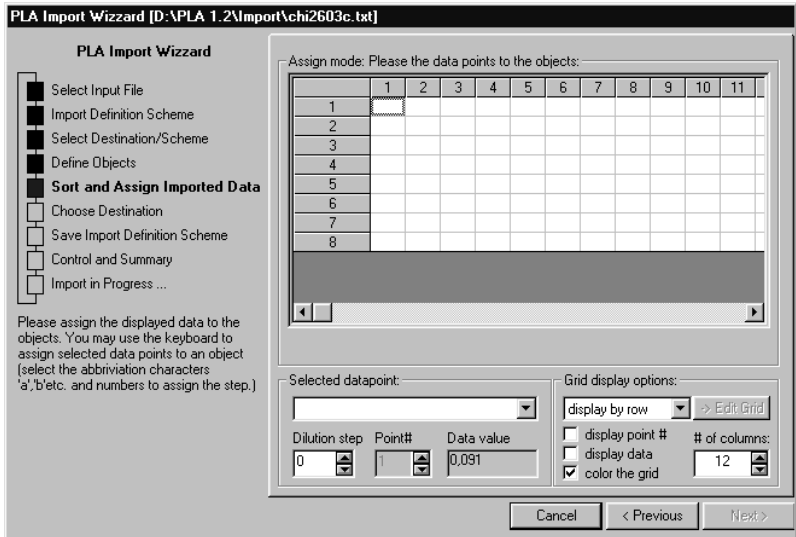 PLA Import Wizzard [D:\PLA 1.2\Import\chi2603c.txt]
PLA Import Wizzard
Select Input File
Import Definition Scheme
Select Destination/Scheme
Define Objects
Sort and Assign Imported Data
Choose Destination
Save Import Definition Scheme
Control and Summary
Import in Progress ...
Please assign the displayed data to the
objects. You may use the keyboard to
assign selected data points to an object
(select the abbriviation characters
'a','b'etc. and numbers to assign the step.)
Assign mode: Please the data points to the objects:
1 2 3 4 5 6 7 8 9 10 11
1
2
3
4
5
6
7
8
Selected datapoint:
Dilution step Point# Data value
0 1 0,091
Grid display options:
display by row -> Edit Grid
display point # # of columns:
display data
color the grid 12
Cancel < Previous Next >